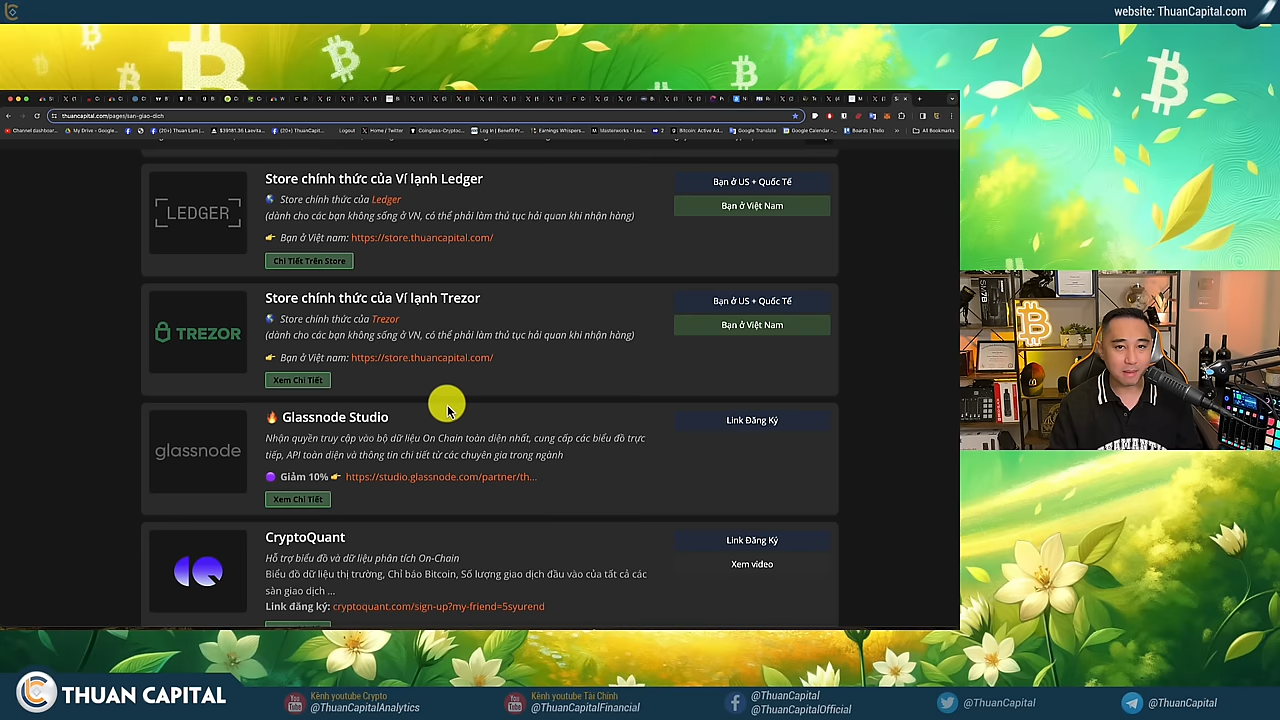 website: ThuanCapital.com
thuancapital.com/pages/san-giao-dich
LEDGER
Store chính thức của Ví lạnh Ledger
Store chính thức của Ledger
(dành cho các bạn không sống ở VN, có thể phải làm thủ tục hải quan khi nhận hàng)
👉 Bạn ở Việt nam: https://store.thuancapital.com/
Chi Tiết Trên Store
Bạn ở US + Quốc Tế
Bạn ở Việt Nam
TREZOR
Store chính thức của Ví lạnh Trezor
Store chính thức của Trezor
(dành cho các bạn không sống ở VN, có thể phải làm thủ tục hải quan khi nhận hàng)
👉 Bạn ở Việt nam: https://store.thuancapital.com/
Xem Chi Tiết
Bạn ở US + Quốc Tế
Bạn ở Việt Nam
glassnode
🔥 Glassnode Studio
Nhận quyền truy cập vào bộ dữ liệu On Chain toàn diện nhất, cung cấp các biểu đồ trực
tiếp, API toàn diện và thông tin chi tiết từ các chuyên gia trong ngành
🟣 Giảm 10% 👉 https://studio.glassnode.com/partner/th...
Xem Chi Tiết
Link Đăng Ký
CryptoQuant
Hỗ trợ biểu đồ và dữ liệu phân tích On-Chain
Biểu đồ dữ liệu thị trường, Chỉ báo Bitcoin, Số lượng giao dịch đầu vào của tất cả các
sàn giao dịch ...
Link đăng ký: cryptoquant.com/sign-up?my-friend=5syurend
Link Đăng Ký
Xem video
THUAN CAPITAL
Kênh youtube Crypto
@ThuanCapitalAnalytics
Kênh youtube Tài Chính
@ThuanCapitalFinancial
@ThuanCapital
@ThuanCapitalOfficial
@ThuanCapital
@ThuanCapital